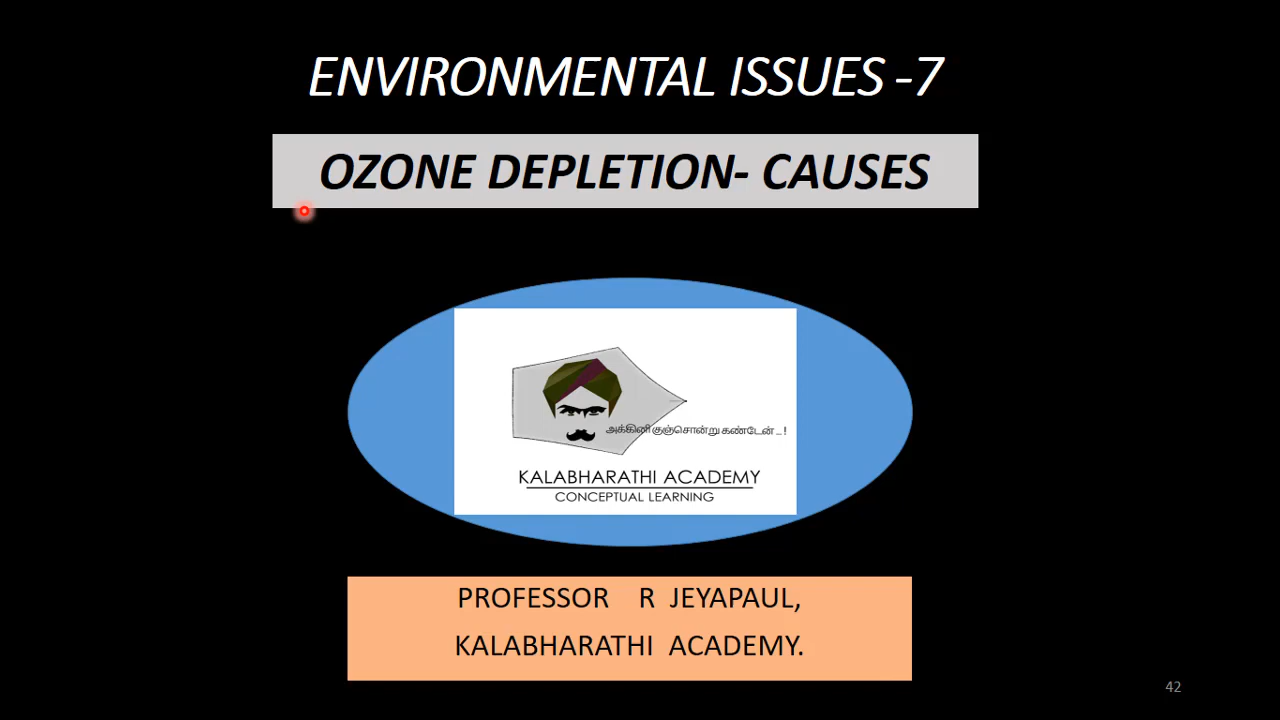 ENVIRONMENTAL ISSUES -7
OZONE DEPLETION- CAUSES
அக்கினி குஞ்சொன்று கண்டேன் ... !
KALABHARATHI ACADEMY
CONCEPTUAL LEARNING
PROFESSOR R JEYAPAUL,
KALABHARATHI ACADEMY.
42